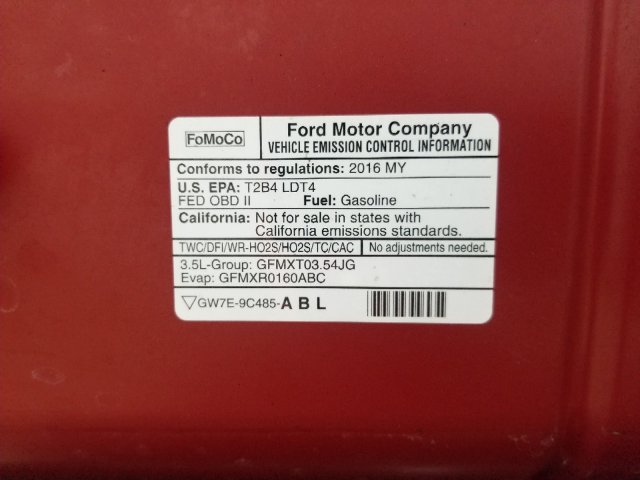 FoMoCo
Ford Motor Company
VEHICLE EMISSION CONTROL INFORMATION
Conforms to regulations: 2016 MY
U.S. EPA: T2B4 LDT4
FED OBD II Fuel: Gasoline
California: Not for sale in states with
California emissions standards.
TWC/DFI/WR-HO2S/HO2S/TC/CAC No adjustments needed.
3.5L-Group: GFMXT03.54JG
Evap: GFMXR0160ABC
GW7E-9C485-A B L